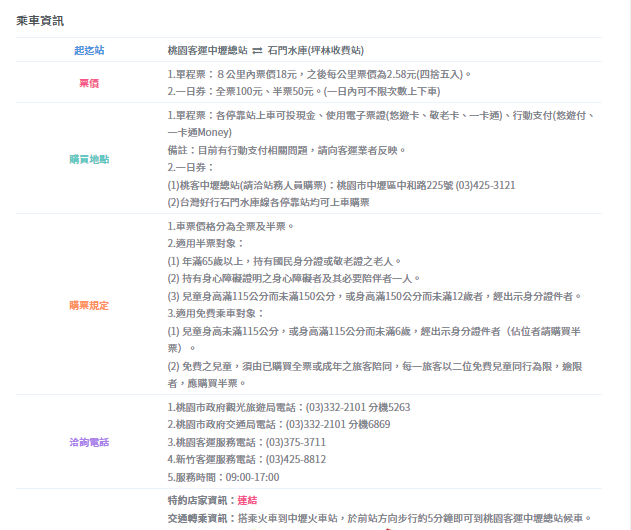 乘車資訊
起迄站
桃園客運中壢總站 ⇌ 石門水庫(坪林收費站)
票價
1.單程票：８公里內票價18元，之後每公里票價為2.58元(四捨五入)。
2.一日券：全票100元、半票50元。(一日內可不限次數上下車)
購買地點
1.單程票：各停靠站上車可投現金、使用電子票證(悠遊卡、敬老卡、一卡通)、行動支付(悠遊付、
一卡通Money)
備註：目前有行動支付相關問題，請向客運業者反映。
2.一日券：
(1)桃客中壢總站(請洽站務人員購票)：桃園市中壢區中和路225號 (03)425-3121
(2)台灣好行石門水庫線各停靠站均可上車購票
購票規定
1.車票價格分為全票及半票。
2.適用半票對象：
(1) 年滿65歲以上，持有國民身分證或敬老證之老人。
(2) 持有身心障礙證明之身心障礙者及其必要陪伴者一人。
(3) 兒童身高滿115公分而未滿150公分，或身高滿150公分而未滿12歲者，經出示身分證件者。
3.適用免費乘車對象：
(1) 兒童身高未滿115公分，或身高滿115公分而未滿6歲，經出示身分證件者（佔位者請購買半
票）。
(2) 免費之兒童，須由已購買全票或成年之旅客陪同，每一旅客以二位免費兒童同行為限，逾限
者，應購買半票。
洽詢電話
1.桃園市政府觀光旅遊局電話：(03)332-2101 分機5263
2.桃園市政府交通局電話：(03)332-2101 分機6869
3.桃園客運服務電話：(03)375-3711
4.新竹客運服務電話：(03)425-8812
5.服務時間：09:00-17:00
特約店家資訊：連結
交通轉乘資訊：搭乘火車到中壢火車站，於前站方向步行約5分鐘即可到桃園客運中壢總站候車。